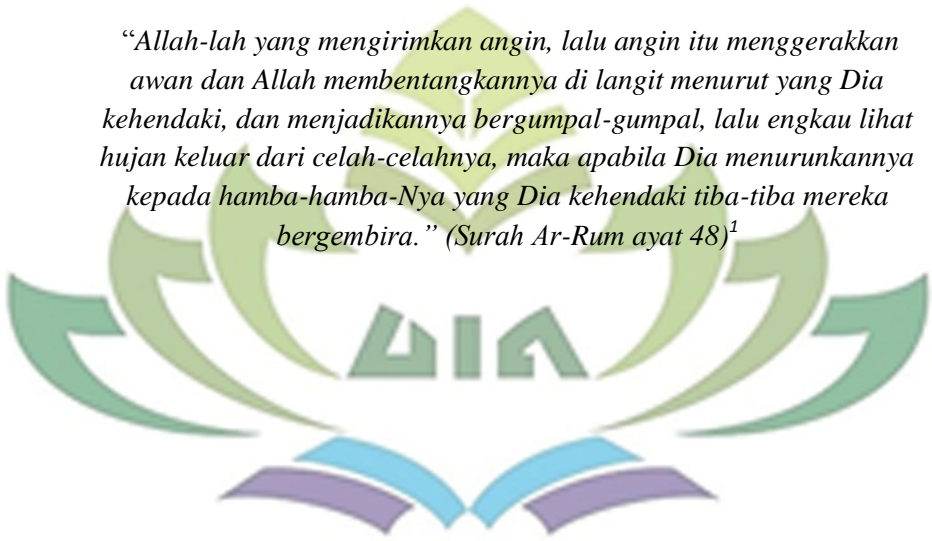 “Allah-lah yang mengirimkan angin, lalu angin itu menggerakkan
awan dan Allah membentangkannya di langit menurut yang Dia
kehendaki, dan menjadikannya bergumpal-gumpal, lalu engkau lihat
hujan keluar dari celah-celahnya, maka apabila Dia menurunkannya
kepada hamba-hamba-Nya yang Dia kehendaki tiba-tiba mereka
bergembira.” (Surah Ar-Rum ayat 48)¹
UIN